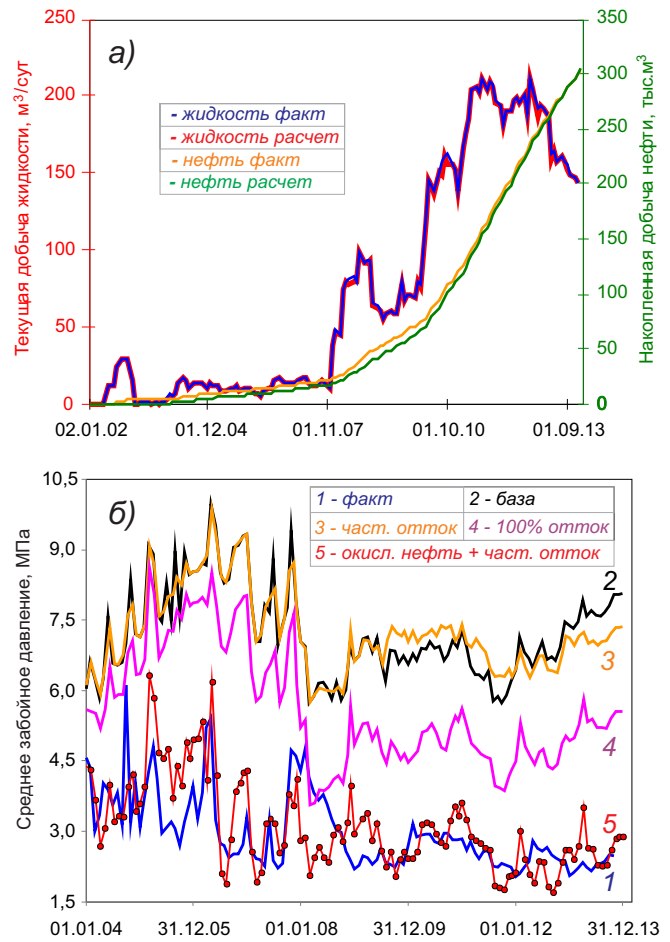 а)
Текущая добыча жидкости, м³/сут
250
200
150
100
50
0
Накопленная добыча нефти, тыс.м³
350
300
250
200
150
100
50
0
- жидкость факт
- жидкость расчет
- нефть факт
- нефть расчет
02.01.02 01.12.04 01.11.07 01.10.10 01.09.13
б)
Среднее забойное давление, МПа
10,5
9,0
7,5
6,0
4,5
3,0
1,5
1 - факт 2 - база
3 - част. отток 4 - 100% отток
5 - окисл. нефть + част. отток
2
3
4
5
1
01.01.04 31.12.05 01.01.08 31.12.09 01.01.12 31.12.13